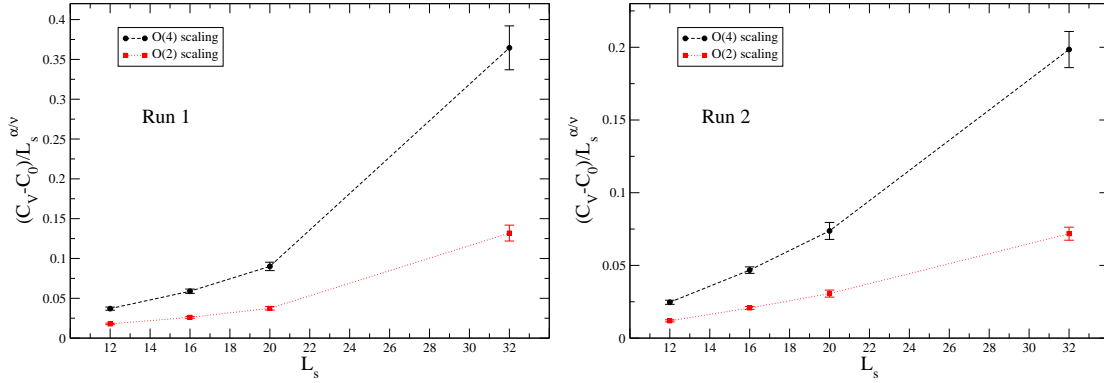 O(4) scaling
O(2) scaling
Run 1
(C_V-C_0)/L_s^{α/ν}
0.4
0.35
0.3
0.25
0.2
0.15
0.1
0.05
0
12 14 16 18 20 22 24 26 28 30 32
L_s
O(4) scaling
O(2) scaling
Run 2
(C_V-C_0)/L_s^{α/ν}
0.2
0.15
0.1
0.05
0
12 14 16 18 20 22 24 26 28 30 32
L_s